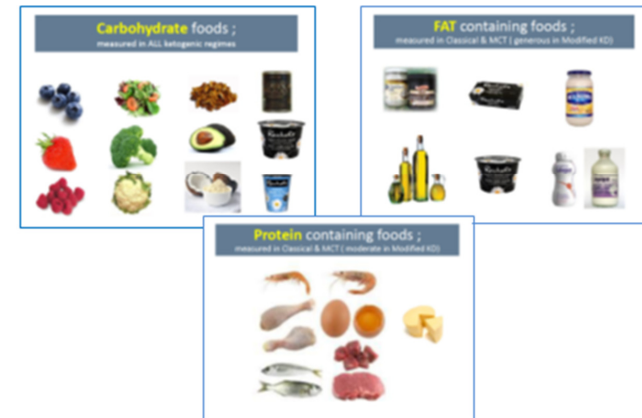 Carbohydrate foods ;
measured in ALL ketogenic regimes
FAT containing foods ;
measured in Classical & MCT ( generous in Modified KD)
Protein containing foods ;
measured in Classical & MCT ( moderate in Modified KD)